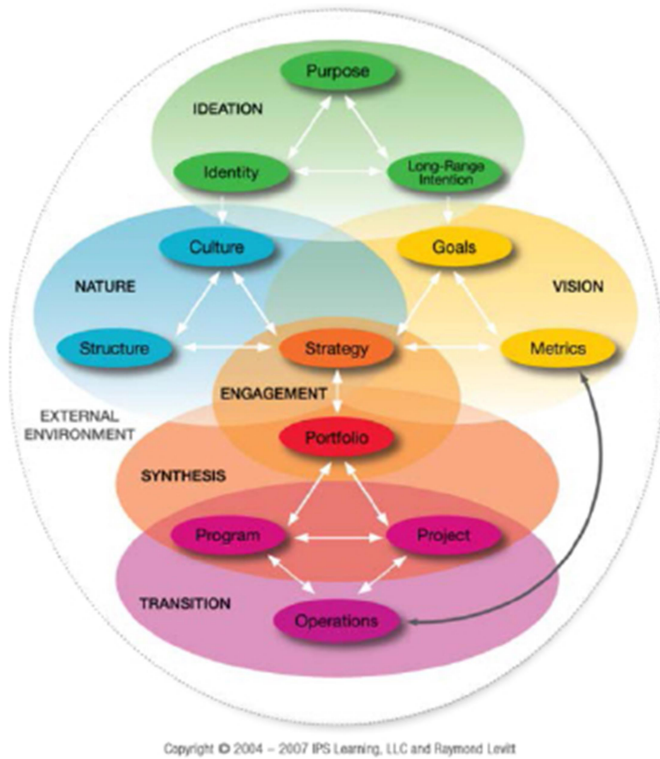 Purpose
IDEATION
Identity
Long-Range
Intention
Culture
Goals
NATURE
VISION
Structure
Strategy
Metrics
ENGAGEMENT
EXTERNAL
ENVIRONMENT
Portfolio
SYNTHESIS
Program
Project
TRANSITION
Operations
Copyright © 2004 – 2007 IPS Learning, LLC and Raymond Levitt